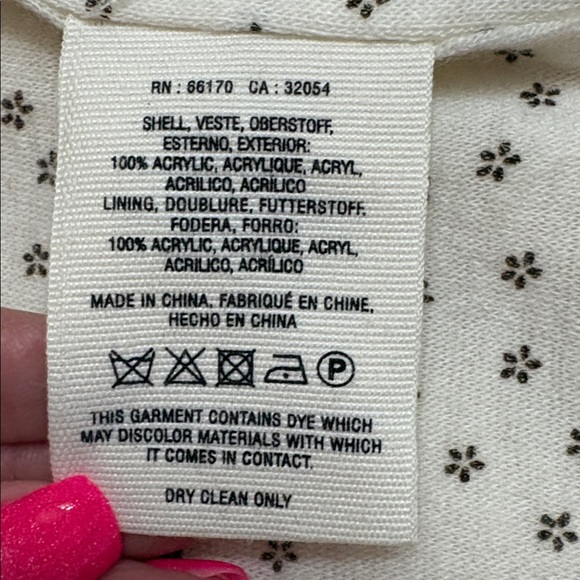 RN : 66170 CA : 32054
SHELL, VESTE, OBERSTOFF,
ESTERNO, EXTERIOR:
100% ACRYLIC, ACRYLIQUE, ACRYL,
ACRILICO, ACRÍLICO
LINING, DOUBLURE, FUTTERSTOFF,
FODERA, FORRO:
100% ACRYLIC, ACRYLIQUE, ACRYL,
ACRILICO, ACRÍLICO
MADE IN CHINA, FABRIQUÉ EN CHINE,
HECHO EN CHINA
P
THIS GARMENT CONTAINS DYE WHICH
MAY DISCOLOR MATERIALS WITH WHICH
IT COMES IN CONTACT.
DRY CLEAN ONLY